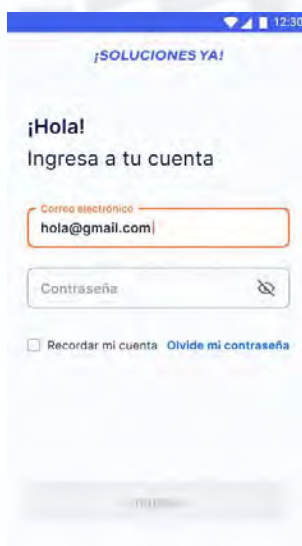 12:30
¡SOLUCIONES YA!
¡Hola!
Ingresa a tu cuenta
Correo electrónico
hola@gmail.com
Contraseña
Recordar mi cuenta Olvide mi contraseña